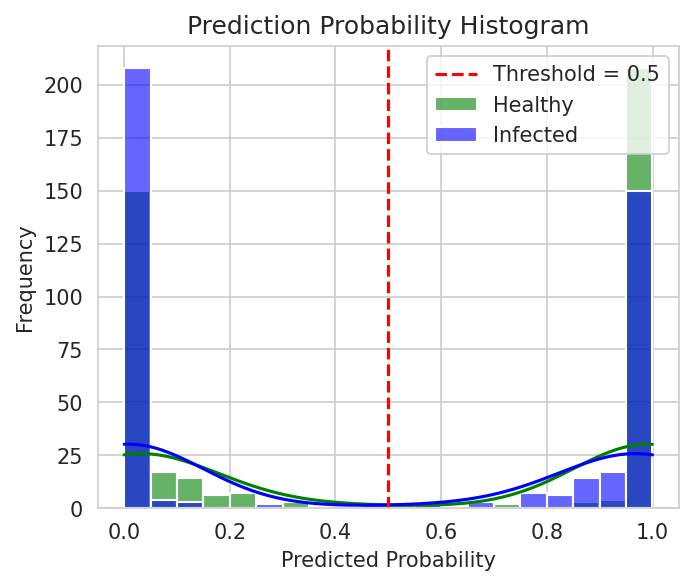 Prediction Probability Histogram
Threshold = 0.5
Healthy
Infected
Frequency
200
175
150
125
100
75
50
25
0
0.0 0.2 0.4 0.6 0.8 1.0
Predicted Probability